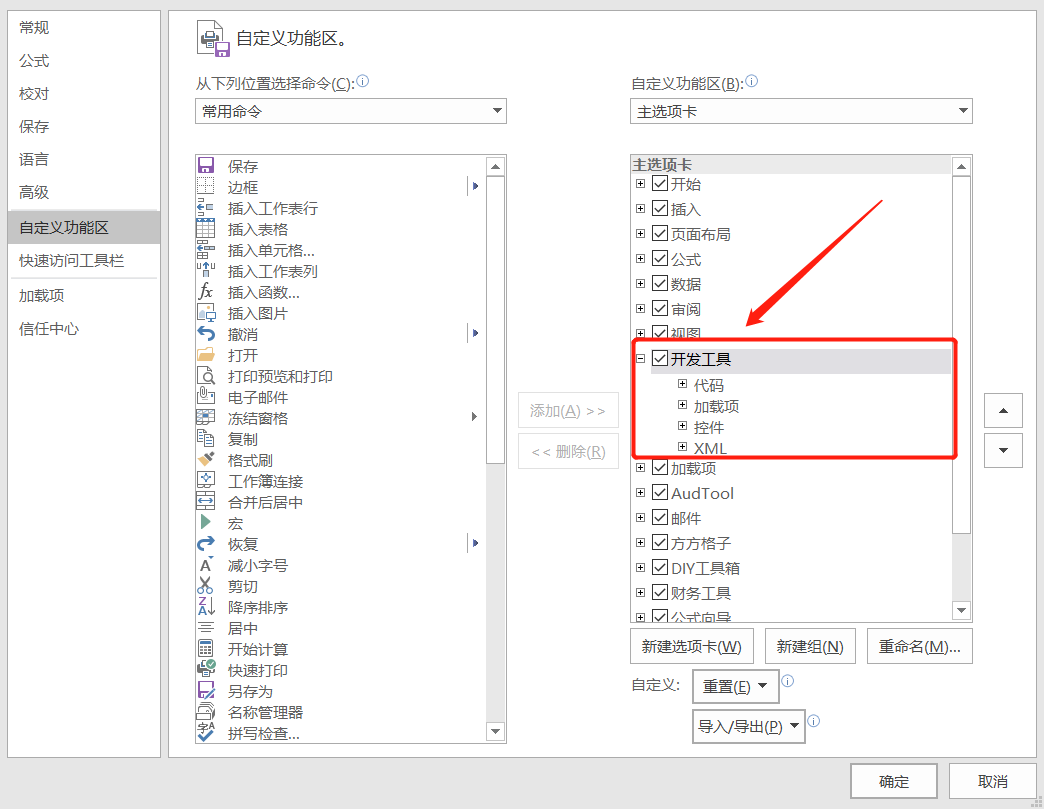 常规
公式
校对
保存
语言
高级
自定义功能区
快速访问工具栏
加载项
信任中心
自定义功能区。
从下列位置选择命令(C):
常用命令
保存
边框
插入工作表行
插入表格
插入单元格...
插入工作表列
插入函数...
插入图片
撤消
打开
打印预览和打印
电子邮件
冻结窗格
复制
格式刷
工作簿连接
合并后居中
宏
恢复
减小字号
剪切
降序排序
居中
开始计算
快速打印
另存为
名称管理器
拼写检查...
添加(A) >>
<< 删除(R)
自定义功能区(B):
主选项卡
主选项卡
开始
插入
页面布局
公式
数据
审阅
视图
开发工具
代码
加载项
控件
XML
加载项
AudTool
邮件
方方格子
DIY工具箱
财务工具
公式向导
新建选项卡(W)
新建组(N)
重命名(M)...
自定义:
重置(E)
导入/导出(P)
确定
取消